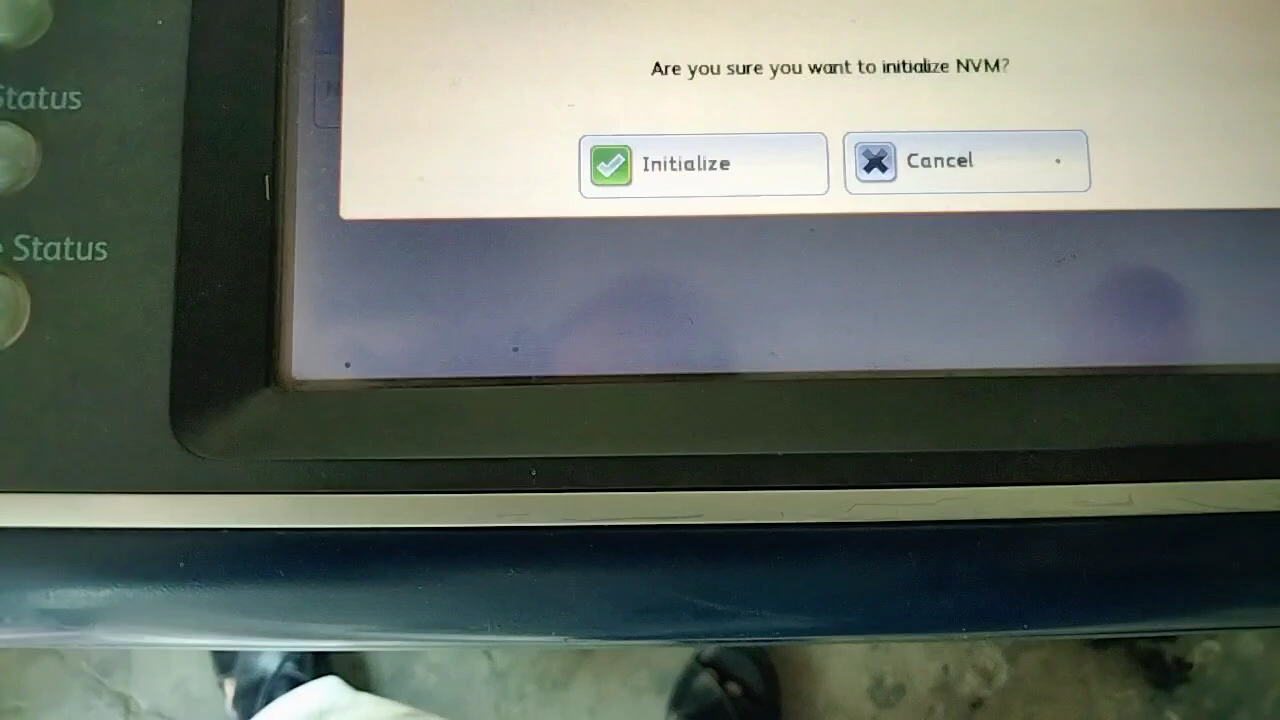 Are you sure you want to initialize NVM?
Initialize
Cancel
Status
Status